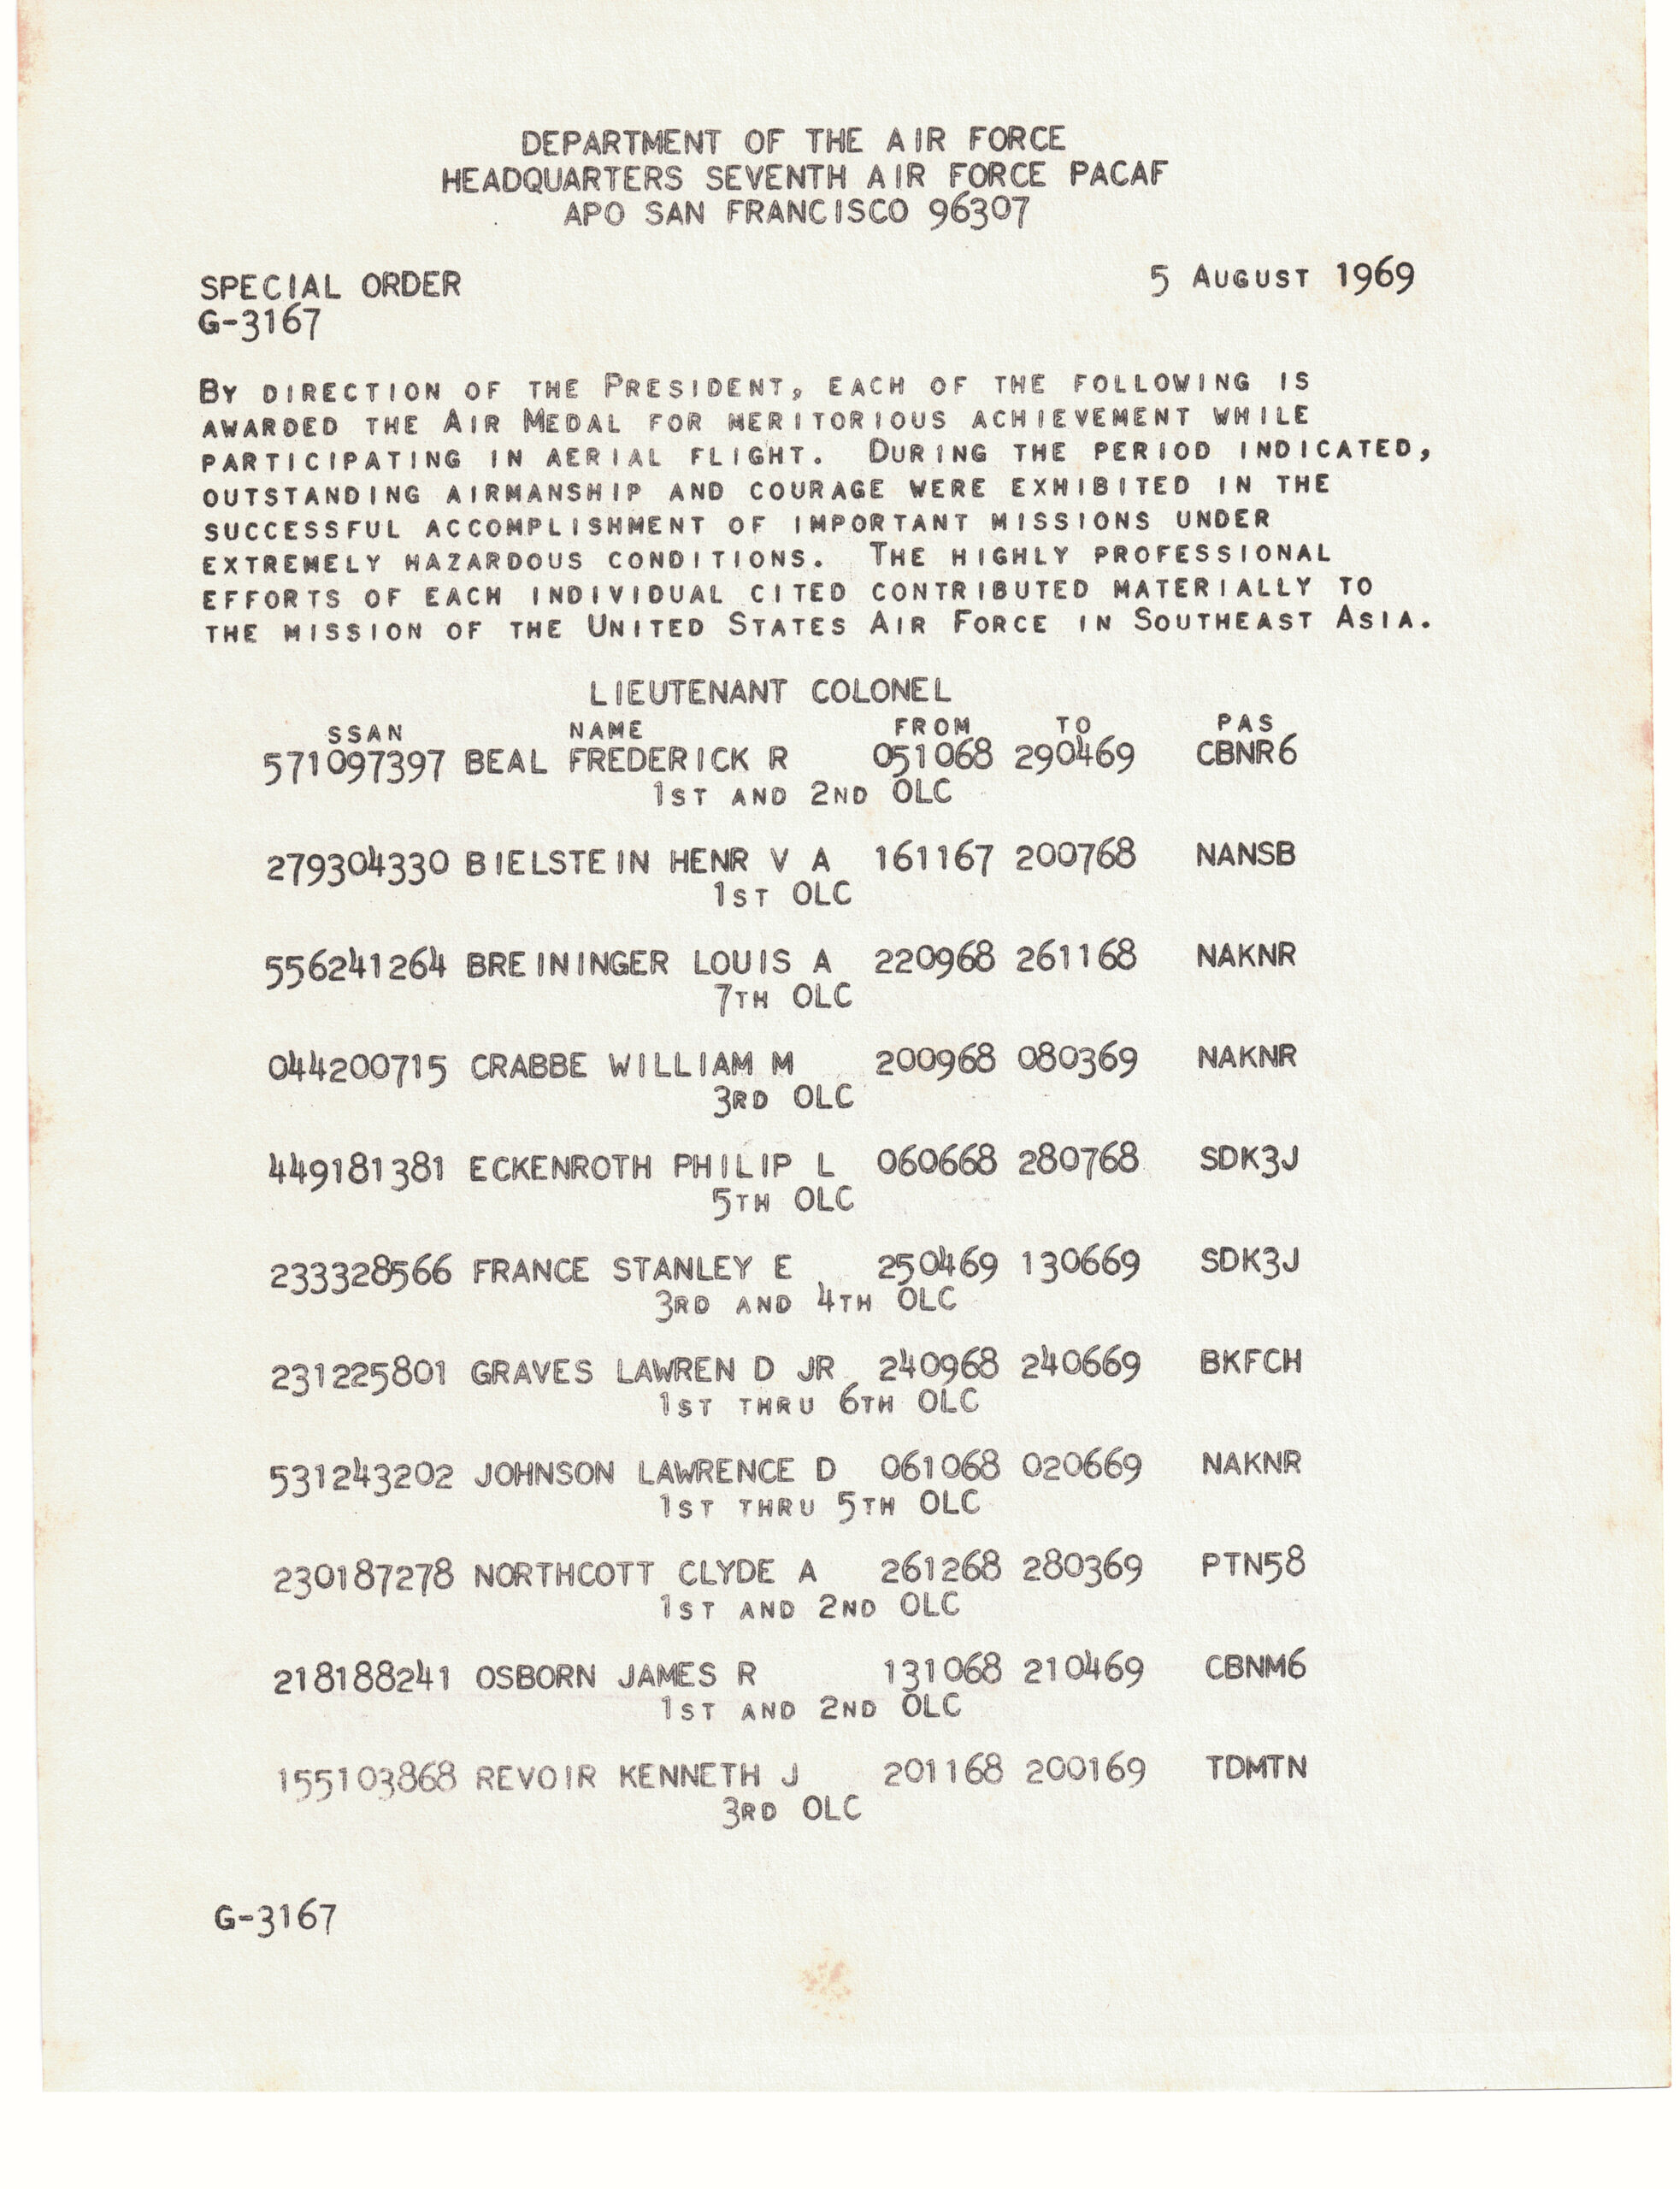 DEPARTMENT OF THE AIR FORCE
HEADQUARTERS SEVENTH AIR FORCE PACAF
APO SAN FRANCISCO 96307
SPECIAL ORDER 5 AUGUST 1969
G-3167
BY DIRECTION OF THE PRESIDENT, EACH OF THE FOLLOWING IS
AWARDED THE AIR MEDAL FOR MERITORIOUS ACHIEVEMENT WHILE
PARTICIPATING IN AERIAL FLIGHT. DURING THE PERIOD INDICATED,
OUTSTANDING AIRMANSHIP AND COURAGE WERE EXHIBITED IN THE
SUCCESSFUL ACCOMPLISHMENT OF IMPORTANT MISSIONS UNDER
EXTREMELY HAZARDOUS CONDITIONS. THE HIGHLY PROFESSIONAL
EFFORTS OF EACH INDIVIDUAL CITED CONTRIBUTED MATERIALLY TO
THE MISSION OF THE UNITED STATES AIR FORCE IN SOUTHEAST ASIA.
LIEUTENANT COLONEL
SSAN NAME FROM TO PAS
571097397 BEAL FREDERICK R 051068 290469 CBNR6
1ST AND 2ND OLC
279304330 BIELSTEIN HENR V A 161167 200768 NANSB
1ST OLC
556241264 BREININGER LOUIS A 220968 261168 NAKNR
7TH OLC
044200715 CRABBE WILLIAM M 200968 080369 NAKNR
3RD OLC
449181381 ECKENROTH PHILIP L 060668 280768 SDK3J
5TH OLC
233328566 FRANCE STANLEY E 250469 130669 SDK3J
3RD AND 4TH OLC
231225801 GRAVES LAWREN D JR 240968 240669 BKFCH
1ST THRU 6TH OLC
531243202 JOHNSON LAWRENCE D 061068 020669 NAKNR
1ST THRU 5TH OLC
230187278 NORTHCOTT CLYDE A 261268 280369 PTN58
1ST AND 2ND OLC
218188241 OSBORN JAMES R 131068 210469 CBNM6
1ST AND 2ND OLC
155103868 REVOIR KENNETH J 201168 200169 TDMTN
3RD OLC
G-3167